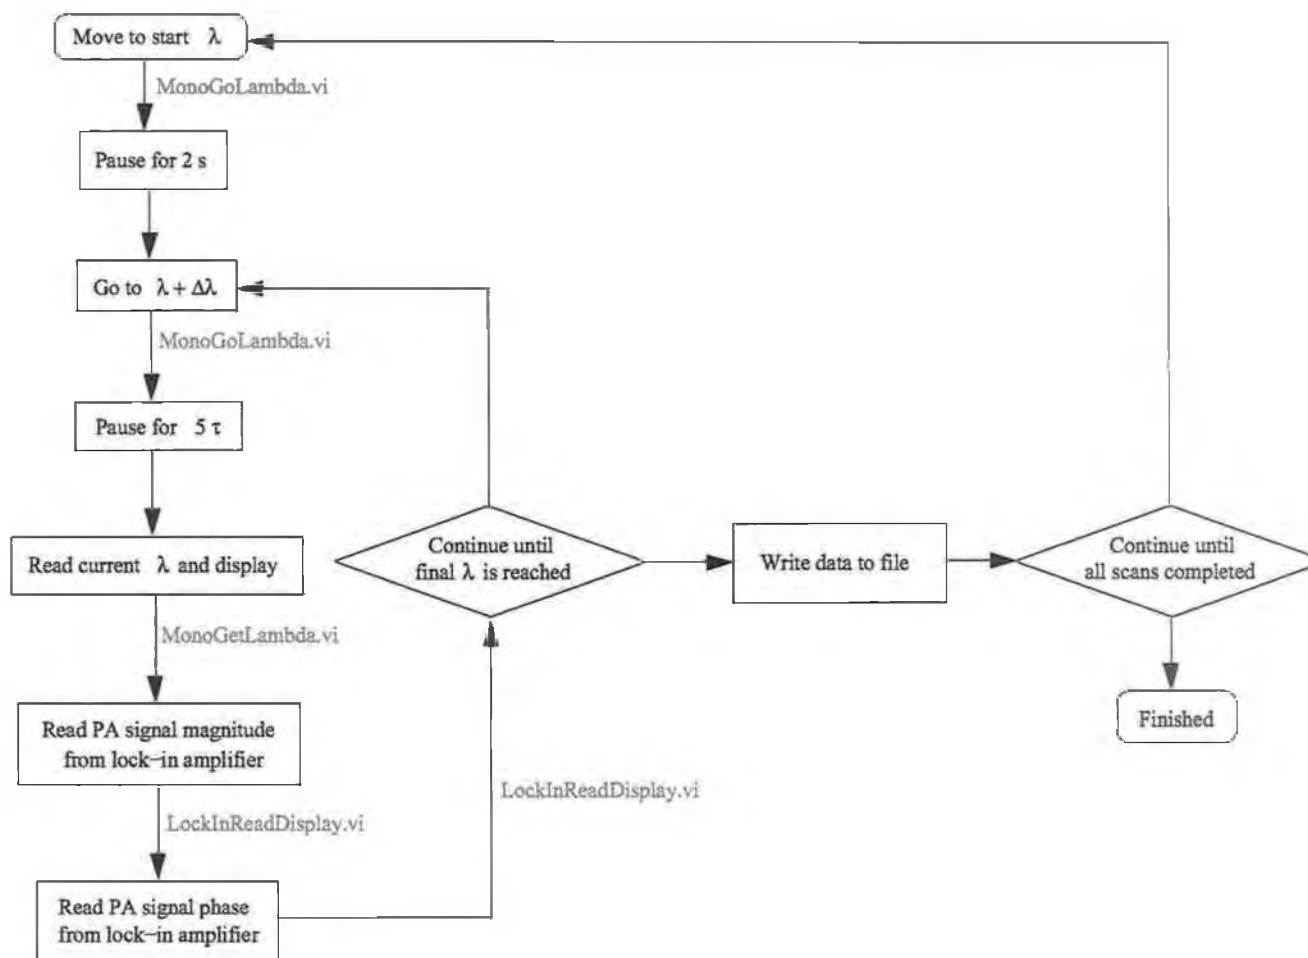 Move to start λ
MonoGoLambda.vi
Pause for 2 s
Go to λ + Δλ
MonoGoLambda.vi
Pause for 5 τ
Read current λ and display
MonoGetLambda.vi
Read PA signal magnitude
from lock-in amplifier
LockInReadDisplay.vi
Read PA signal phase
from lock-in amplifier
LockInReadDisplay.vi
Continue until
final λ is reached
Write data to file
Continue until
all scans completed
Finished